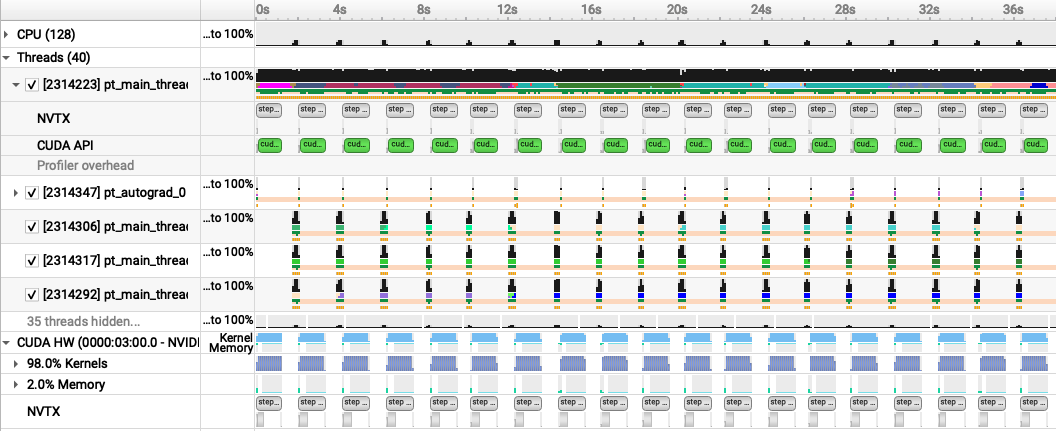 0s 4s 8s 12s 16s 20s 24s 28s 32s 36s
CPU (128) ...to 100%
Threads (40)
[2314223] pt_main_threa ...to 100%
NVTX step ... step ... step ... step ... step ... step ... step ... step ... step ... step ... step ... step ... step ... step ... step ... step ... step ... step ... step ...
CUDA API cud... cud... cud... cud... cud... cud... cud... cud... cud... cud... cud... cud... cud... cud... cud... cud... cud... cud... cud...
Profiler overhead
[2314347] pt_autograd_0 ...to 100%
[2314306] pt_main_threa ...to 100%
[2314317] pt_main_threa ...to 100%
[2314292] pt_main_threa ...to 100%
35 threads hidden... ...to 100%
CUDA HW (0000:03:00.0 - NVIDI Kernel
Memory
98.0% Kernels
2.0% Memory
NVTX step ... step ... step ... step ... step ... step ... step ... step ... step ... step ... step ... step ... step ... step ... step ... step ... step ... step ... step ...